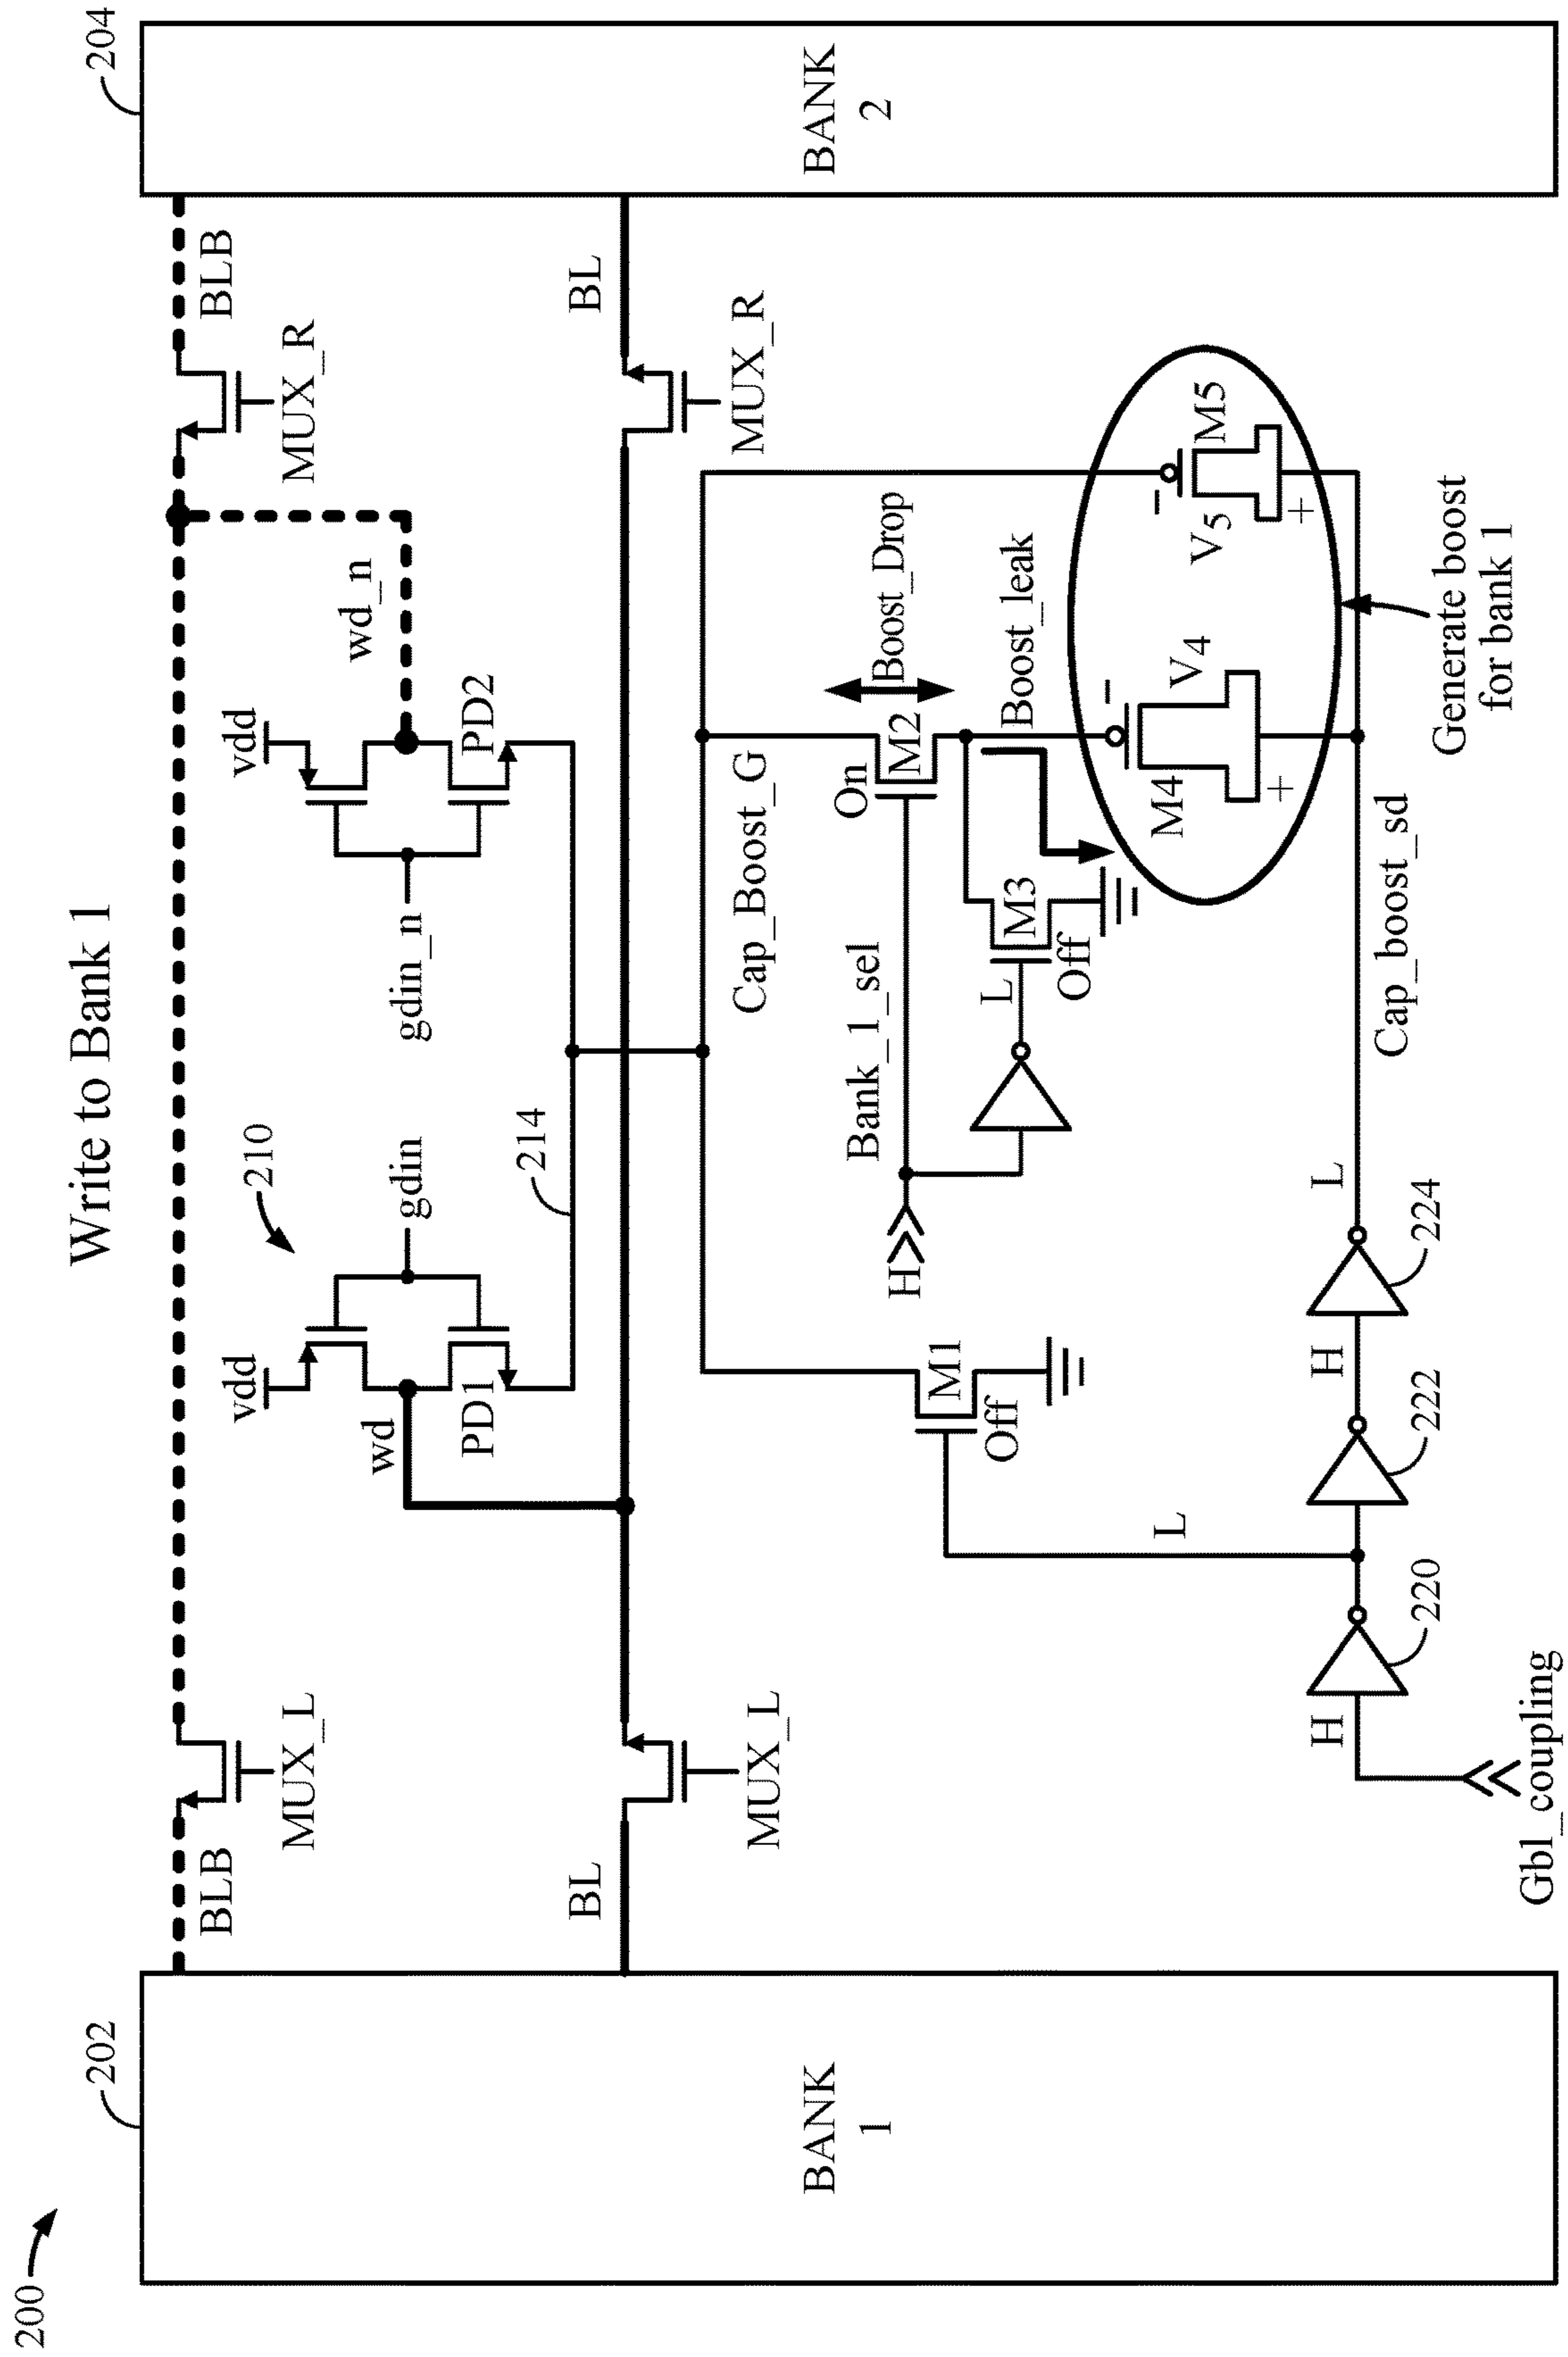 200
Write to Bank 1
202
204
BANK
1
BANK
2
BLB
MUX_L
BL
MUX_L
BLB
MUX_R
BL
MUX_R
210
vdd
wd
PD1
gdin
214
vdd
gdin_n
PD2
wd_n
Cap_Boost_G
M1
Off
L
H
Bank_1_sel
On
M2
Boost_Drop
L
M3
Off
Boost_leak
M4
V4
-
+
M5
V5
-
+
Generate boost
for bank 1
Cap_boost_sd
Gbl_coupling
H
220
222
H
224
L